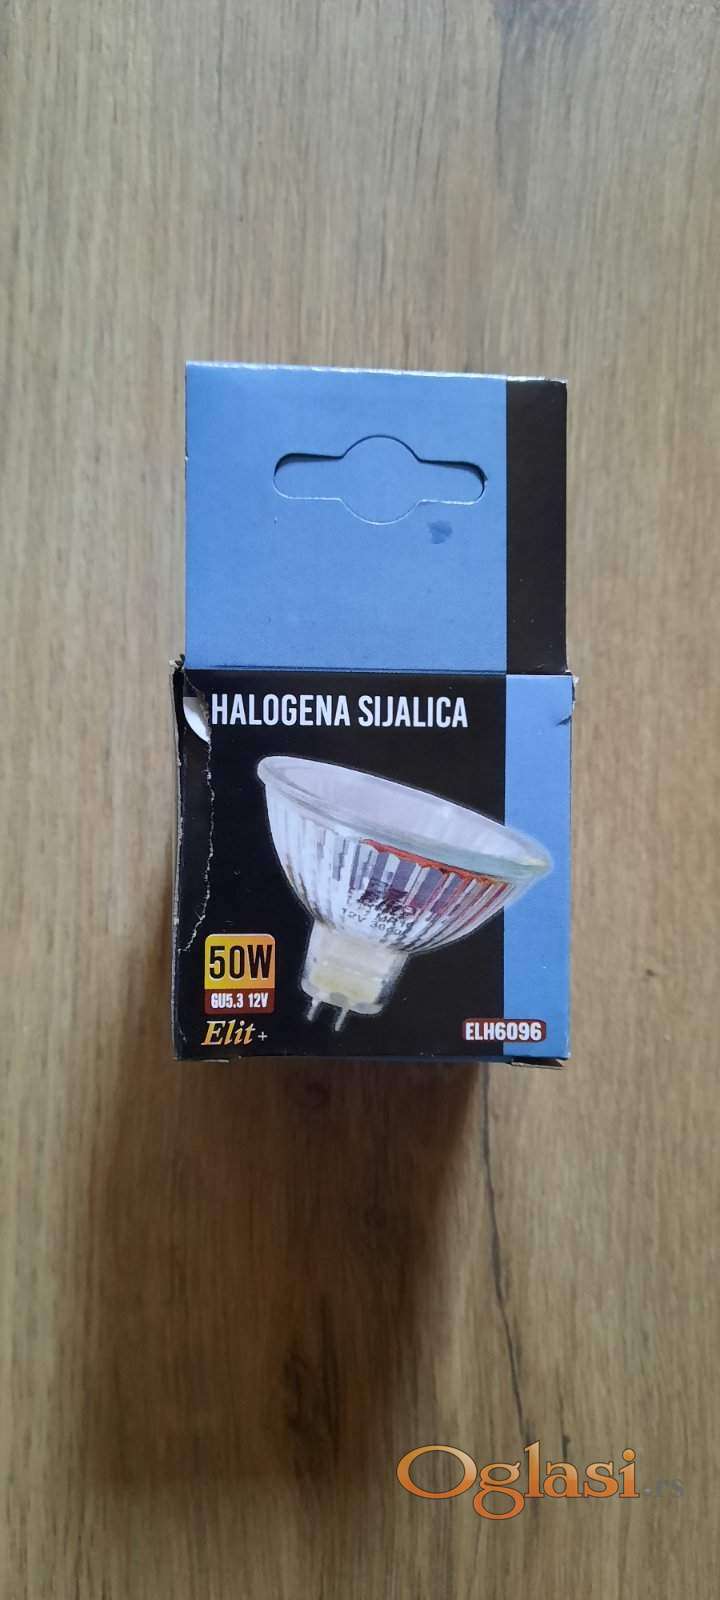 HALOGENA SIJALICA
50W
GU5.3 12V
Elit+
ELH6096
Oglasi.rs